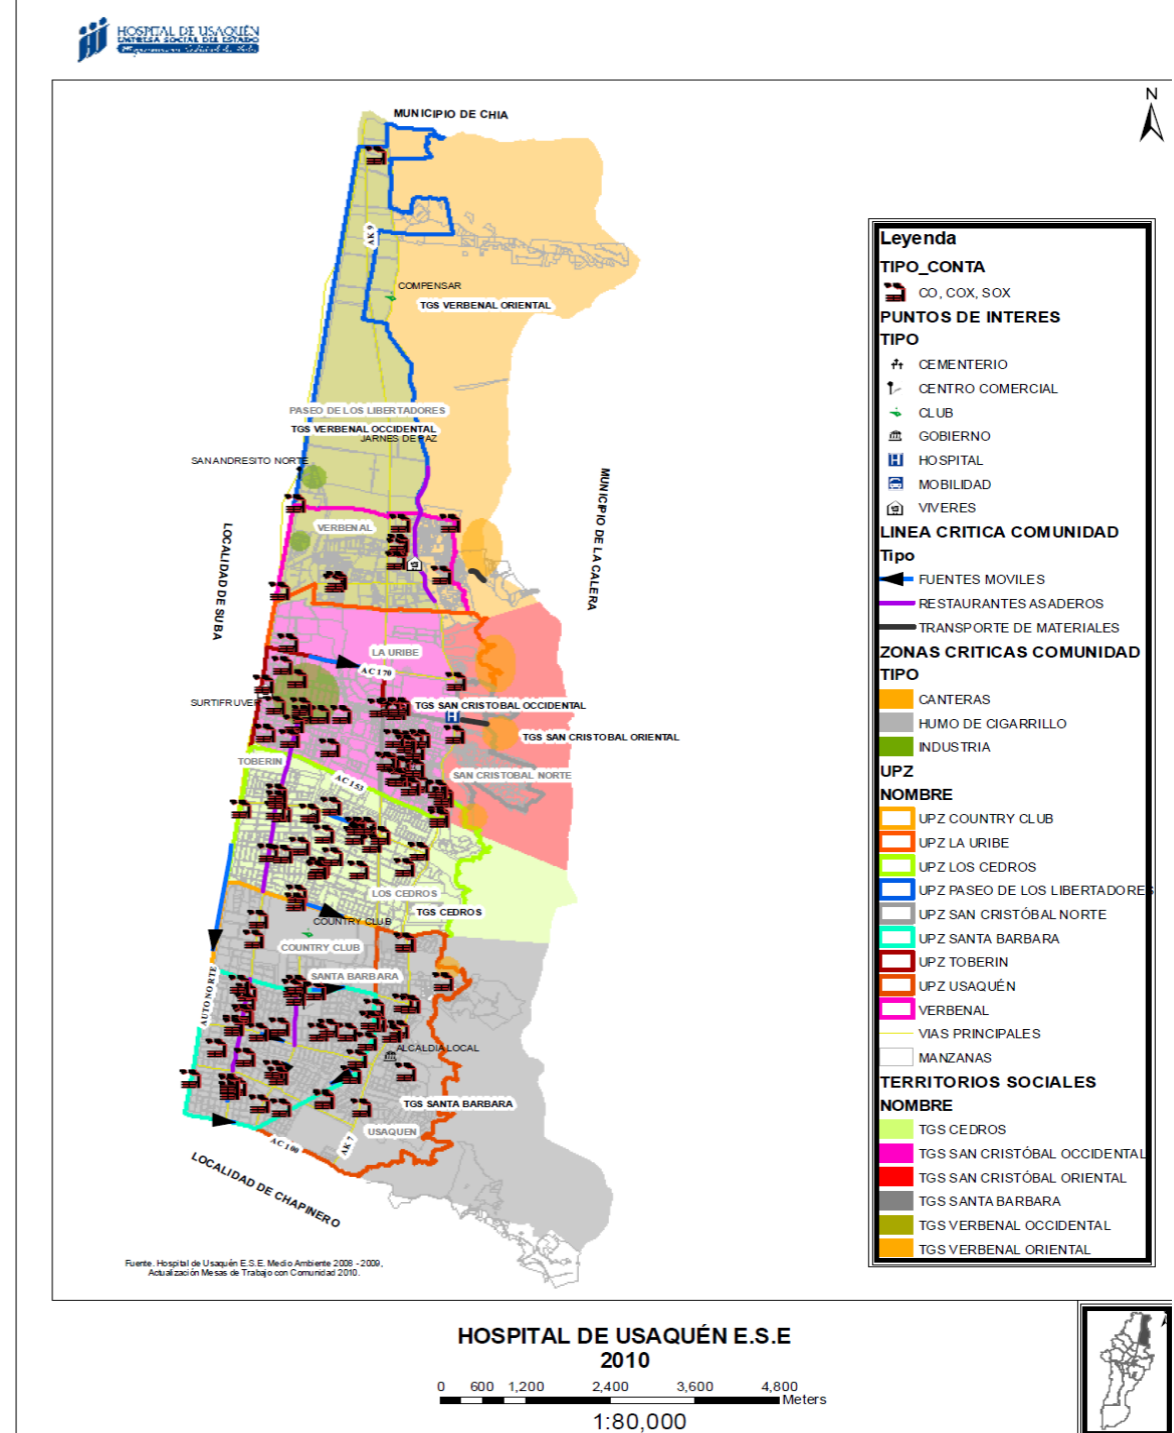 HOSPITAL DE USAQUÉN
EMPRESA SOCIAL DEL ESTADO
N
MUNICIPIO DE CHIA
AK 9
COMPENSAR
TGS VERBENAL ORIENTAL
PASEO DE LOS LIBERTADORES
TGS VERBENAL OCCIDENTAL
JARNES DE PAZ
SAN ANDRESITO NORTE
MUNICIPIO DE LA CALERA
LOCALIDAD DE SUBA
VERBENAL
LA URIBE
AC 170
SURTIFRUVER
TGS SAN CRISTOBAL OCCIDENTAL
TGS SAN CRISTOBAL ORIENTAL
TOBERIN
SAN CRISTOBAL NORTE
AC 153
LOS CEDROS
TGS CEDROS
COUNTRY CLUB
COUNTRY CLUB
SANTA BARBARA
AUTONORTE
ALCALDIA LOCAL
TGS SANTA BARBARA
USAQUEN
AC 100
AK 7
LOCALIDAD DE CHAPINERO
Fuente. Hospital de Usaquén E.S.E. Medio Ambiente 2008 - 2009,
Actualización Mesas de Trabajo con Comunidad 2010.
Leyenda
TIPO_CONTA
CO, COX, SOX
PUNTOS DE INTERES
TIPO
CEMENTERIO
CENTRO COMERCIAL
CLUB
GOBIERNO
HOSPITAL
MOBILIDAD
VIVERES
LINEA CRITICA COMUNIDAD
Tipo
FUENTES MOVILES
RESTAURANTES ASADEROS
TRANSPORTE DE MATERIALES
ZONAS CRITICAS COMUNIDAD
TIPO
CANTERAS
HUMO DE CIGARRILLO
INDUSTRIA
UPZ
NOMBRE
UPZ COUNTRY CLUB
UPZ LA URIBE
UPZ LOS CEDROS
UPZ PASEO DE LOS LIBERTADORES
UPZ SAN CRISTÓBAL NORTE
UPZ SANTA BARBARA
UPZ TOBERIN
UPZ USAQUÉN
VERBENAL
VIAS PRINCIPALES
MANZANAS
TERRITORIOS SOCIALES
NOMBRE
TGS CEDROS
TGS SAN CRISTÓBAL OCCIDENTAL
TGS SAN CRISTÓBAL ORIENTAL
TGS SANTA BARBARA
TGS VERBENAL OCCIDENTAL
TGS VERBENAL ORIENTAL
HOSPITAL DE USAQUÉN E.S.E
2010
0 600 1,200 2,400 3,600 4,800
Meters
1:80,000